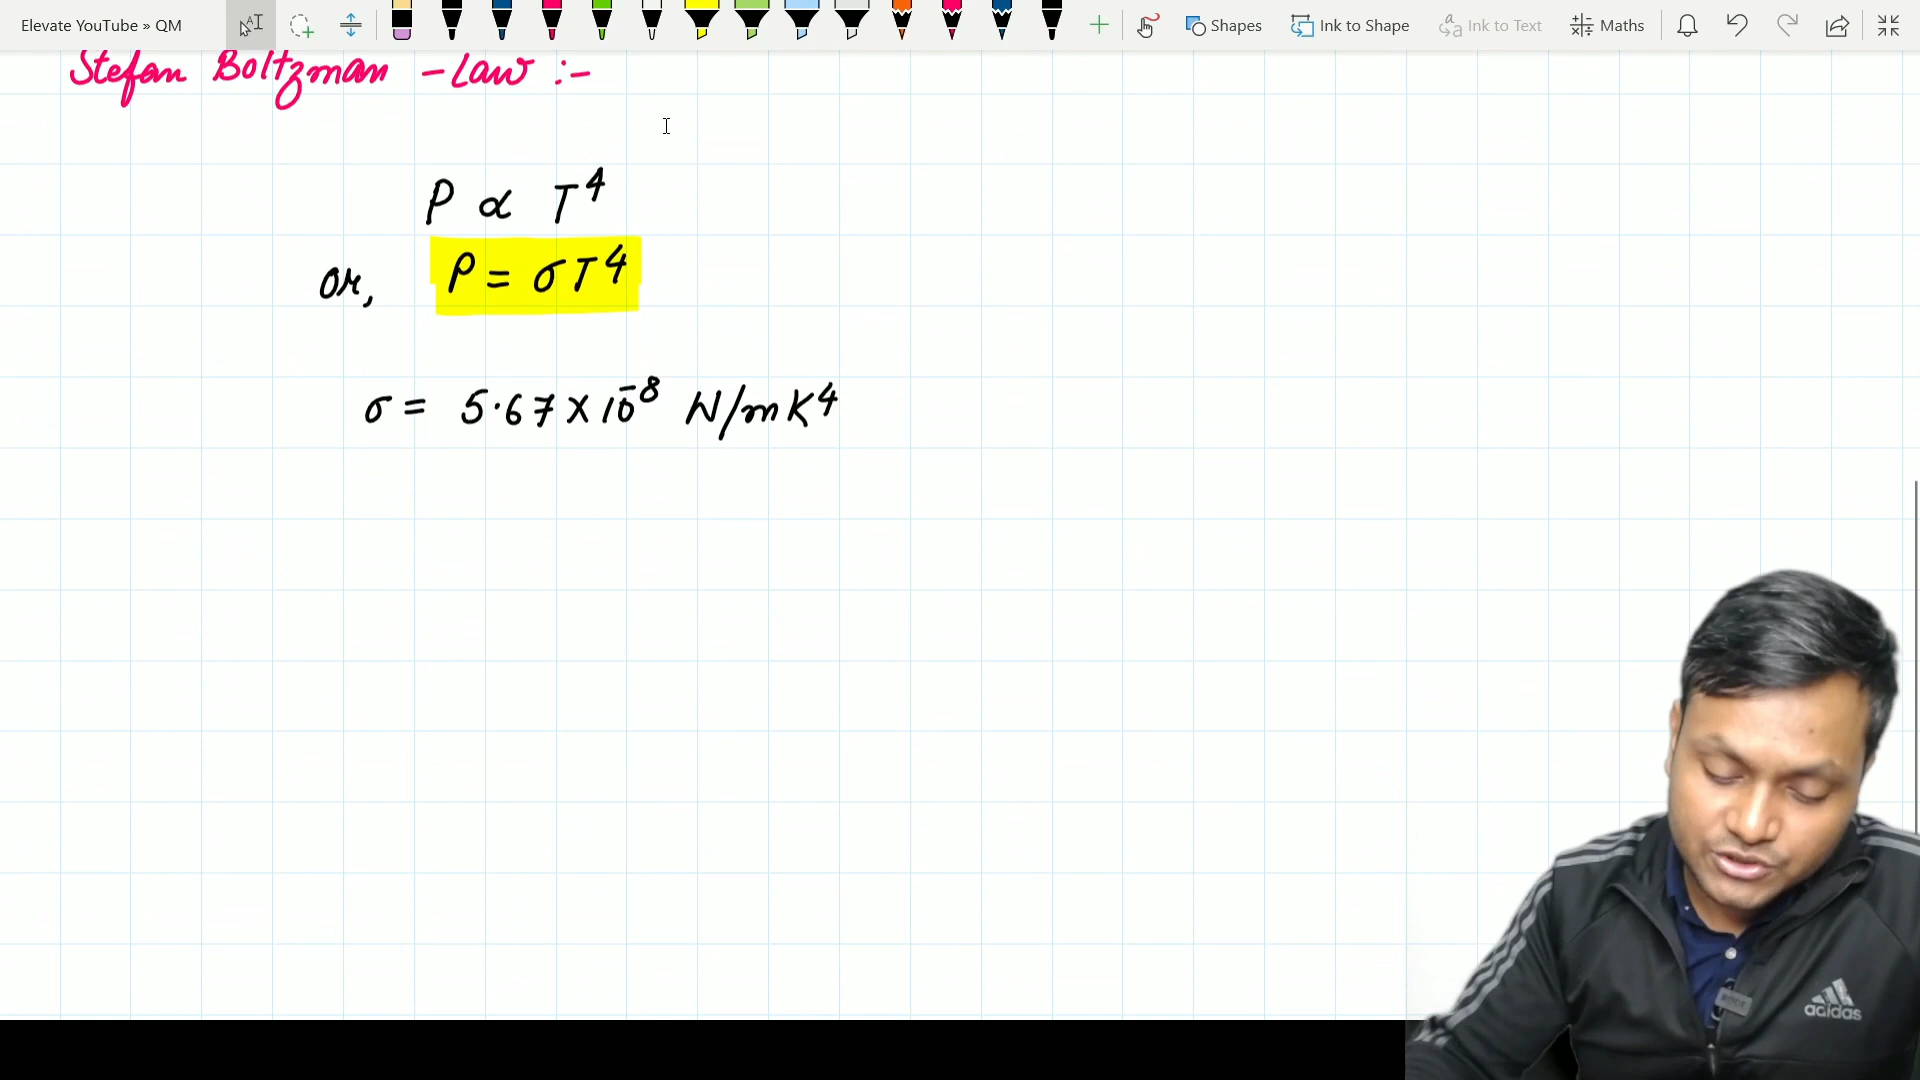 Elevate YouTube » QM Shapes Ink to Shape Ink to Text Maths
Stefan Boltzman - Law :-
P ∝ T⁴
or, P = σT⁴
σ = 5.67 × 10⁻⁸ W/mK⁴
adidas